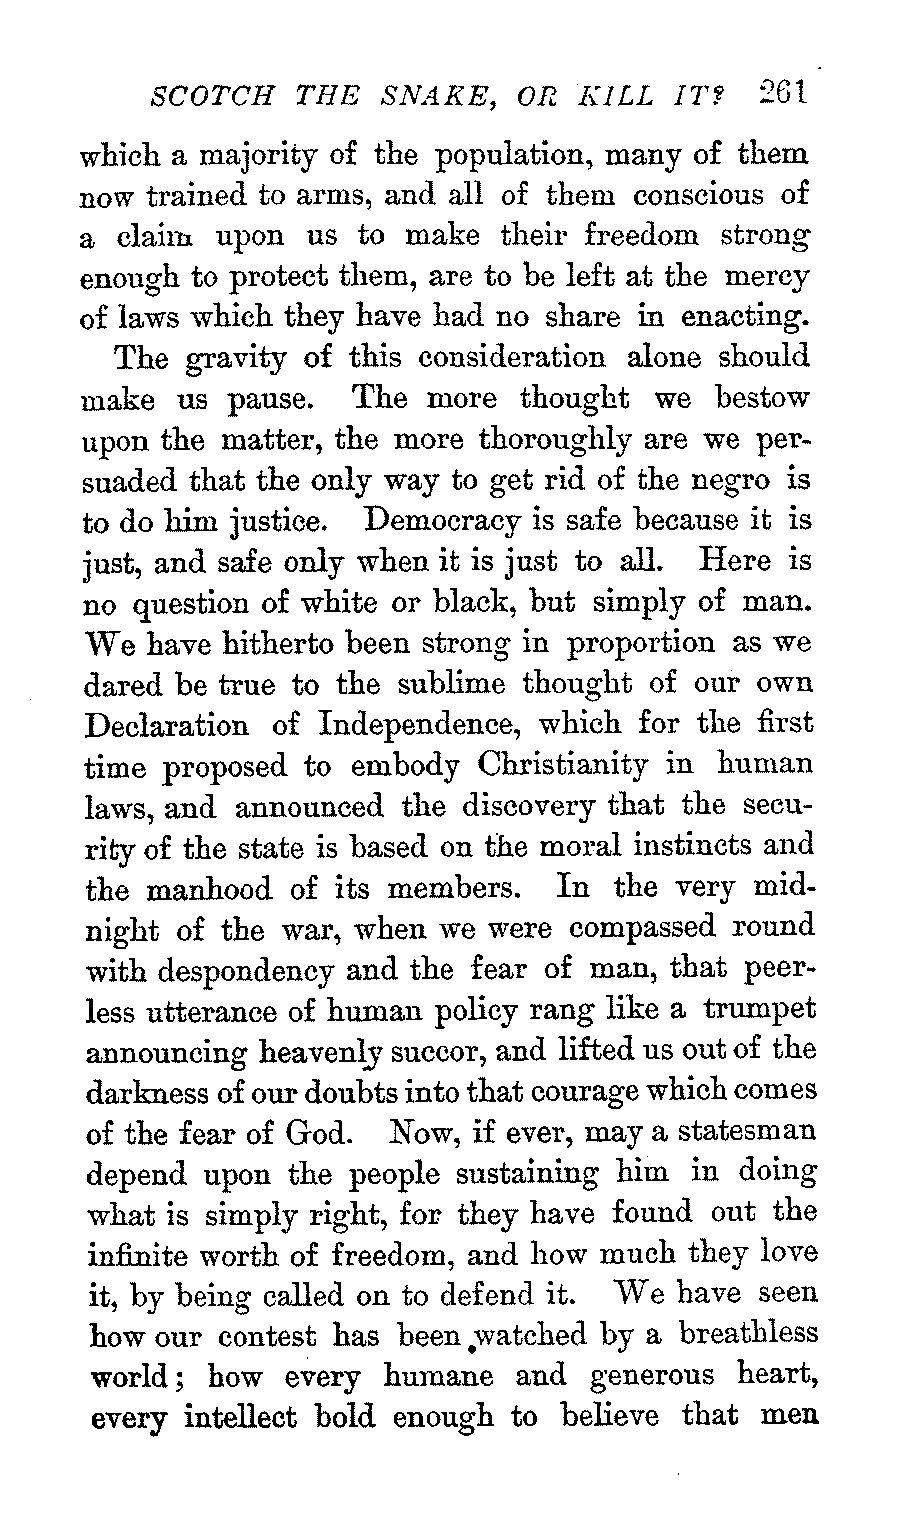 SCOTCH THE SNAKE, OR KILL IT? 261
which a majority of the population, many of them
now trained to arms, and all of them conscious of
a claim upon us to make their freedom strong
enough to protect them, are to be left at the mercy
of laws which they have had no share in enacting.
The gravity of this consideration alone should
make us pause. The more thought we bestow
upon the matter, the more thoroughly are we per-
suaded that the only way to get rid of the negro is
to do him justice. Democracy is safe because it is
just, and safe only when it is just to all. Here is
no question of white or black, but simply of man.
We have hitherto been strong in proportion as we
dared be true to the sublime thought of our own
Declaration of Independence, which for the first
time proposed to embody Christianity in human
laws, and announced the discovery that the secu-
rity of the state is based on the moral instincts and
the manhood of its members. In the very mid-
night of the war, when we were compassed round
with despondency and the fear of man, that peer-
less utterance of human policy rang like a trumpet
announcing heavenly succor, and lifted us out of the
darkness of our doubts into that courage which comes
of the fear of God. Now, if ever, may a statesman
depend upon the people sustaining him in doing
what is simply right, for they have found out the
infinite worth of freedom, and how much they love
it, by being called on to defend it. We have seen
how our contest has been watched by a breathless
world; how every humane and generous heart,
every intellect bold enough to believe that men